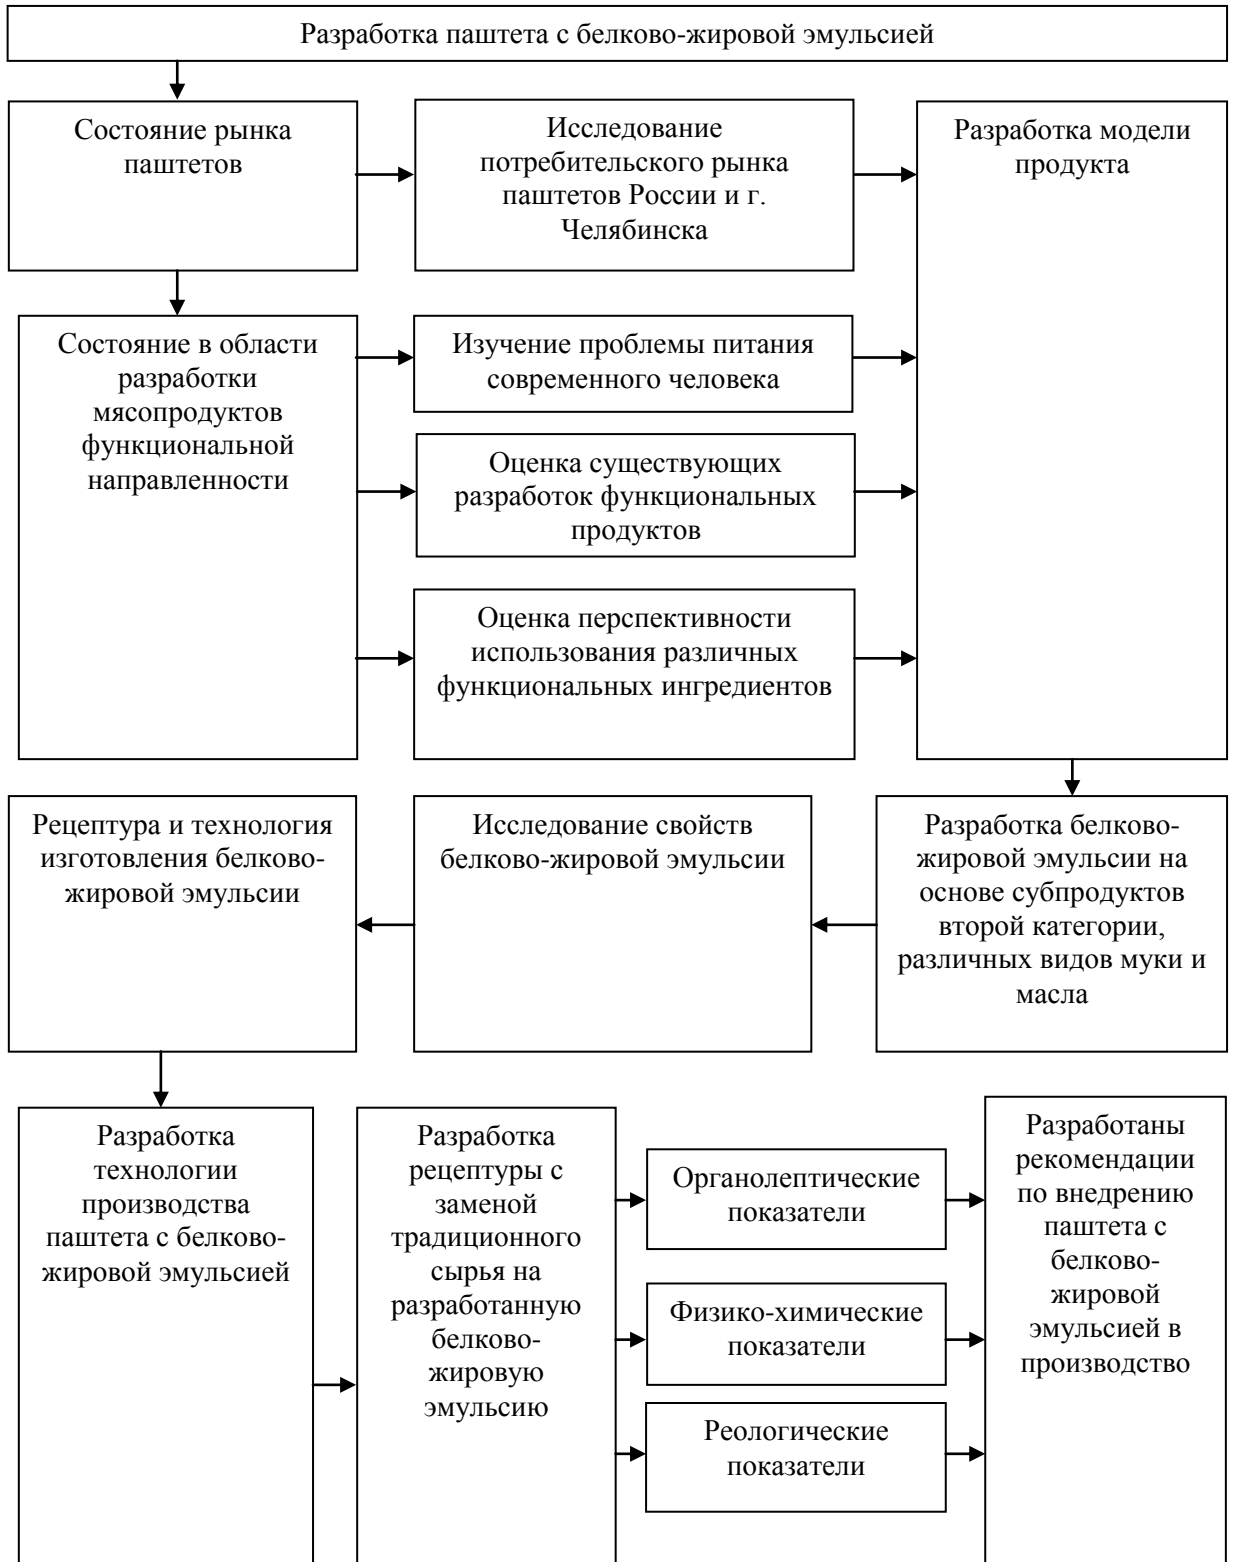 Разработка паштета с белково-жировой эмульсией
Состояние рынка
паштетов
Исследование
потребительского рынка
паштетов России и г.
Челябинска
Разработка модели
продукта
Состояние в области
разработки
мясопродуктов
функциональной
направленности
Изучение проблемы питания
современного человека
Оценка существующих
разработок функциональных
продуктов
Оценка перспективности
использования различных
функциональных ингредиентов
Рецептура и технология
изготовления белково-
жировой эмульсии
Исследование свойств
белково-жировой эмульсии
Разработка белково-
жировой эмульсии на
основе субпродуктов
второй категории,
различных видов муки и
масла
Разработка
технологии
производства
паштета с белково-
жировой эмульсией
Разработка
рецептуры с
заменой
традиционного
сырья на
разработанную
белково-
жировую
эмульсию
Органолептические
показатели
Физико-химические
показатели
Реологические
показатели
Разработаны
рекомендации
по внедрению
паштета с
белково-
жировой
эмульсией в
производство